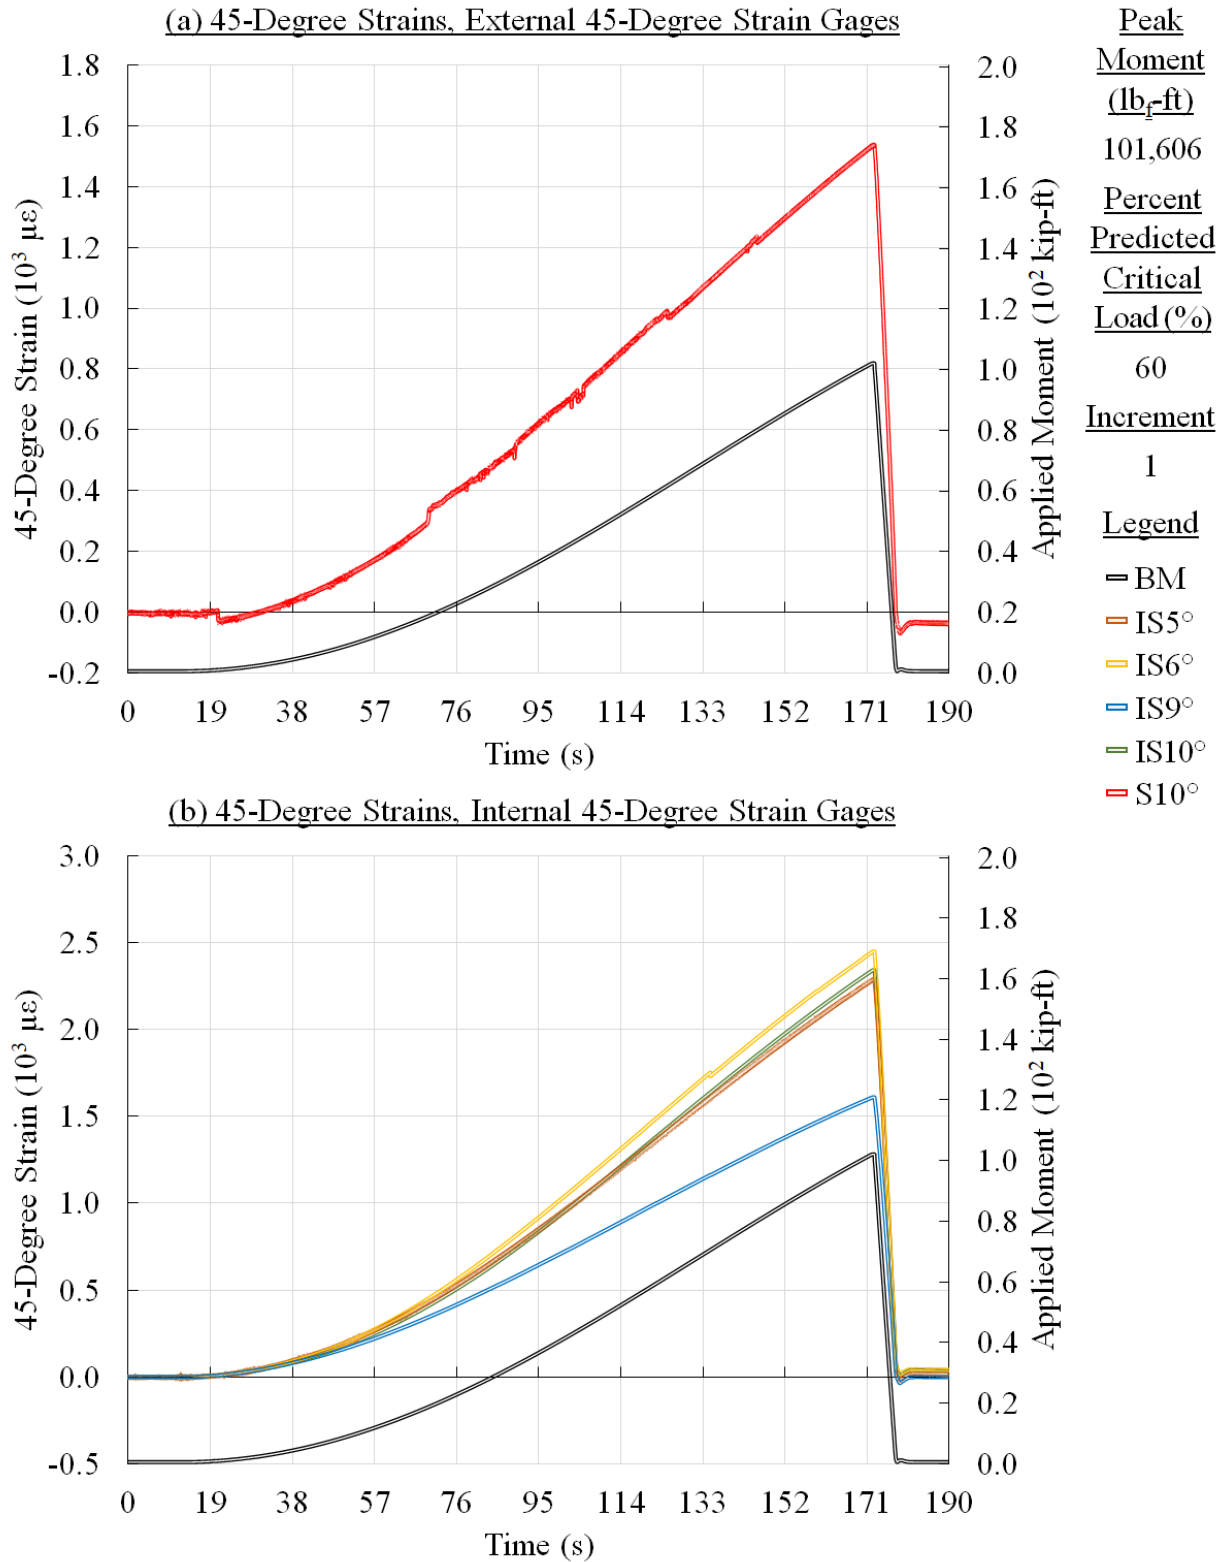 (a) 45-Degree Strains, External 45-Degree Strain Gages
45-Degree Strain (10³ με)
1.8
1.6
1.4
1.2
1.0
0.8
0.6
0.4
0.2
0.0
-0.2
0 19 38 57 76 95 114 133 152 171 190
Time (s)
2.0
1.8
1.6
1.4
1.2
1.0
0.8
0.6
0.4
0.2
0.0
Applied Moment (10² kip-ft)
(b) 45-Degree Strains, Internal 45-Degree Strain Gages
45-Degree Strain (10³ με)
3.0
2.5
2.0
1.5
1.0
0.5
0.0
-0.5
0 19 38 57 76 95 114 133 152 171 190
Time (s)
2.0
1.8
1.6
1.4
1.2
1.0
0.8
0.6
0.4
0.2
0.0
Applied Moment (10² kip-ft)
Peak
Moment
(lb_f-ft)
101,606
Percent
Predicted
Critical
Load (%)
60
Increment
1
Legend
BM
IS5°
IS6°
IS9°
IS10°
S10°